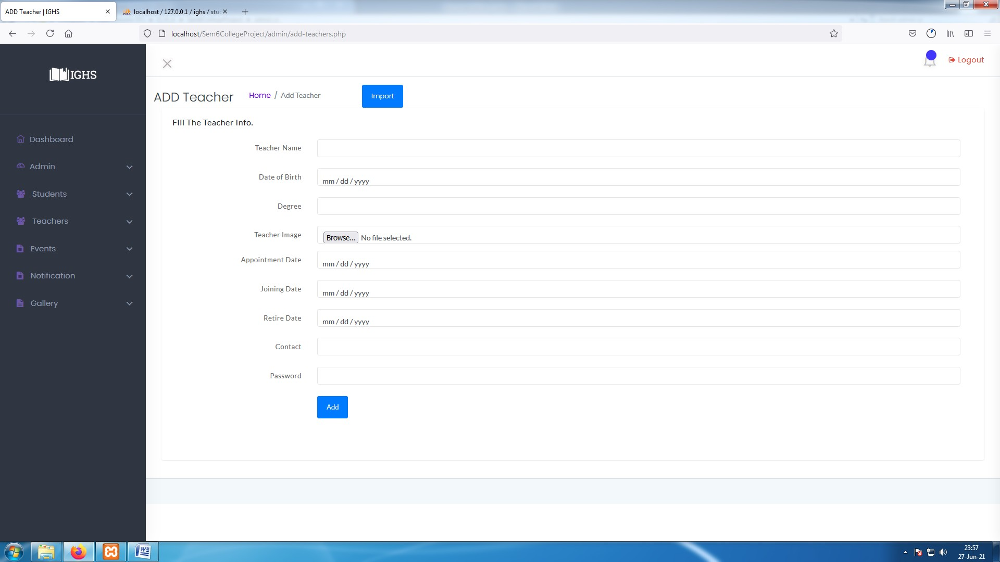 ADD Teacher | IGHS
localhost / 127.0.0.1 / ighs / stu
localhost/Sem6CollegeProject/admin/add-teachers.php
IGHS
Logout
ADD Teacher
Home / Add Teacher
Import
Fill The Teacher Info.
Dashboard
Admin
Students
Teachers
Events
Notification
Gallery
Teacher Name
Date of Birth
mm / dd / yyyy
Degree
Teacher Image
Browse... No file selected.
Appointment Date
mm / dd / yyyy
Joining Date
mm / dd / yyyy
Retire Date
mm / dd / yyyy
Contact
Password
Add
23:57
27-Jun-21